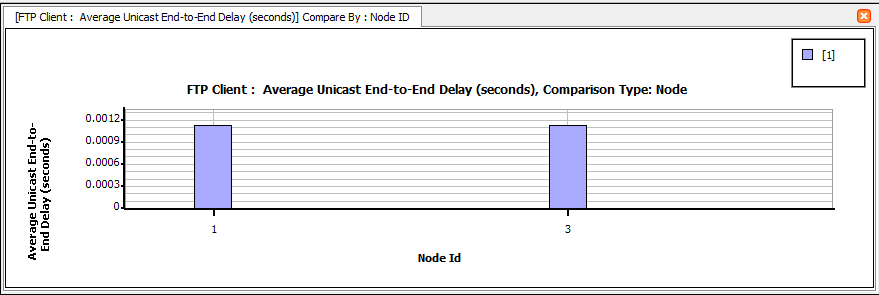 [FTP Client :  Average Unicast End-to-End Delay (seconds)] Compare By : Node ID
[1]
FTP Client :  Average Unicast End-to-End Delay (seconds), Comparison Type: Node
Average Unicast End-to-
End Delay (seconds)
0.0012
0.0009
0.0006
0.0003
0
1
3
Node Id